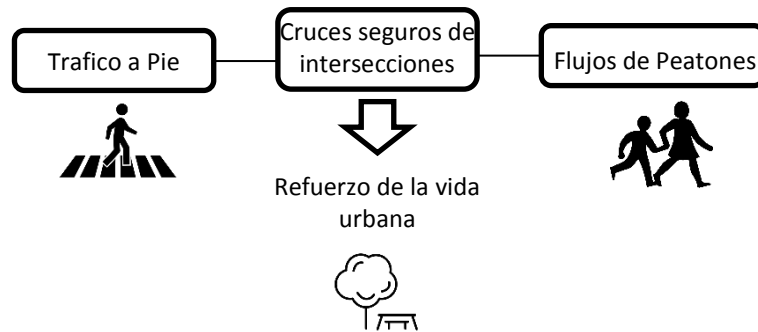 Trafico a Pie
Cruces seguros de
intersecciones
Flujos de Peatones
Refuerzo de la vida
urbana